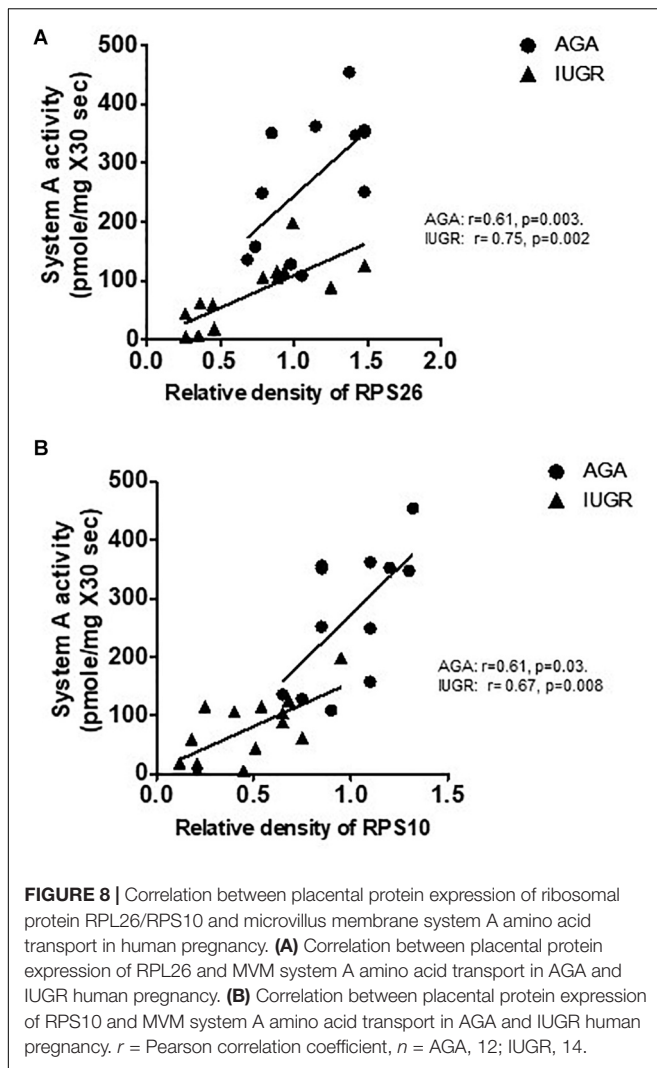 A
500
400
300
200
100
0
System A activity
(pmole/mg X30 sec)
0.0 0.5 1.0 1.5 2.0
Relative density of RPS26
AGA
IUGR
AGA: r=0.61, p=0.003.
IUGR: r= 0.75, p=0.002
B
500
400
300
200
100
0
System A activity
(pmole/mg X30 sec)
0.0 0.5 1.0 1.5
Relative density of RPS10
AGA
IUGR
AGA: r=0.61, p=0.03.
IUGR: r= 0.67, p=0.008
FIGURE 8 | Correlation between placental protein expression of ribosomal
protein RPL26/RPS10 and microvillus membrane system A amino acid
transport in human pregnancy. (A) Correlation between placental protein
expression of RPL26 and MVM system A amino acid transport in AGA and
IUGR human pregnancy. (B) Correlation between placental protein expression
of RPS10 and MVM system A amino acid transport in AGA and IUGR human
pregnancy. r = Pearson correlation coefficient, n = AGA, 12; IUGR, 14.